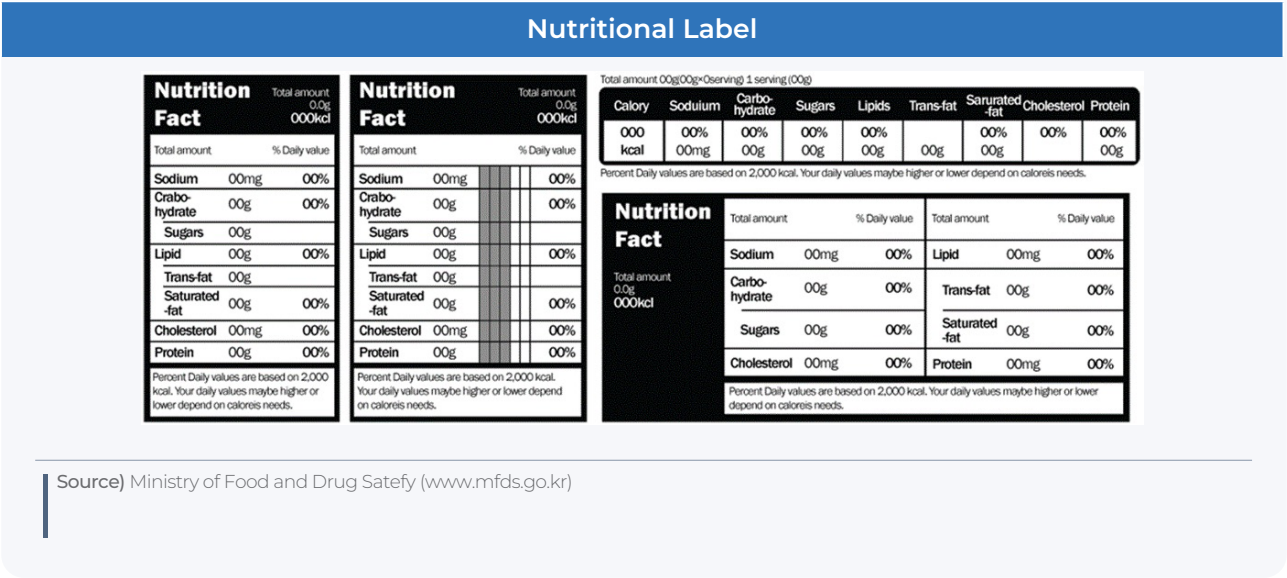 Nutritional Label
Nutrition
Fact
Total amount
0.0g
000kcl
Total amount % Daily value
Sodium 00mg 00%
Crabo-
hydrate 00g 00%
Sugars 00g
Lipid 00g 00%
Trans-fat 00g
Saturated
-fat 00g 00%
Cholesterol 00mg 00%
Protein 00g 00%
Percent Daily values are based on 2,000
kcal. Your daily values maybe higher or
lower depend on caloreis needs.
Nutrition
Fact
Total amount
0.0g
000kcl
Total amount % Daily value
Sodium 00mg 00%
Crabo-
hydrate 00g 00%
Sugars 00g
Lipid 00g 00%
Trans-fat 00g
Saturated
-fat 00g 00%
Cholesterol 00mg 00%
Protein 00g 00%
Percent Daily values are based on 2,000 kcal.
Your daily values maybe higher or lower depend
on caloreis needs.
Total amount 00g(00g×0serving) 1 serving (00g)
Calory Soduium Carbo-hydrate Sugars Lipids Trans-fat Sarurated-fat Cholesterol Protein
000 00% 00% 00% 00% 00% 00% 00%
kcal 00mg 00g 00g 00g 00g 00g 00g
Percent Daily values are based on 2,000 kcal. Your daily values maybe higher or lower depend on caloreis needs.
Nutrition
Fact
Total amount
0.0g
000kcl
Total amount % Daily value
Sodium 00mg 00%
Carbo-
hydrate 00g 00%
Sugars 00g 00%
Cholesterol 00mg 00%
Total amount % Daily value
Lipid 00mg 00%
Trans-fat 00g 00%
Saturated
-fat 00g 00%
Protein 00mg 00%
Percent Daily values are based on 2,000 kcal. Your daily values maybe higher or lower
depend on caloreis needs.
Source) Ministry of Food and Drug Satefy (www.mfds.go.kr)